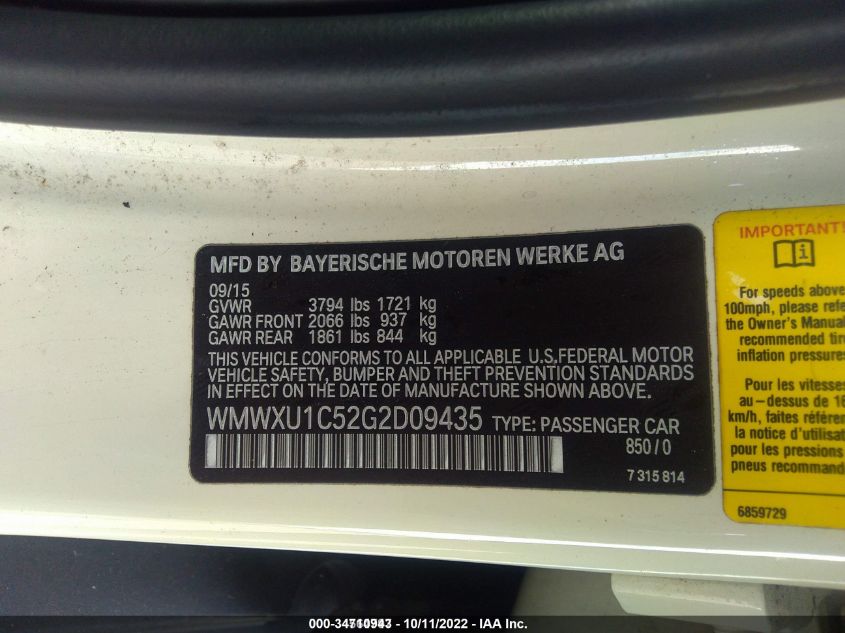 MFD BY BAYERISCHE MOTOREN WERKE AG
09/15
GVWR 3794 lbs 1721 kg
GAWR FRONT 2066 lbs 937 kg
GAWR REAR 1861 lbs 844 kg
THIS VEHICLE CONFORMS TO ALL APPLICABLE U.S.FEDERAL MOTOR
VEHICLE SAFETY, BUMPER AND THEFT PREVENTION STANDARDS
IN EFFECT ON THE DATE OF MANUFACTURE SHOWN ABOVE.
WMWXU1C52G2D09435 TYPE: PASSENGER CAR
850/0
7 315 814
IMPORTANT!
For speeds above
100mph, please refe
the Owner's Manual
recommended tire
inflation pressures
Pour les vitesses
au-dessus de 16
km/h, faites référen
la notice d'utilisat
pour les pressions
pneus recommand
6859729
10/11/2022 - IAA Inc.